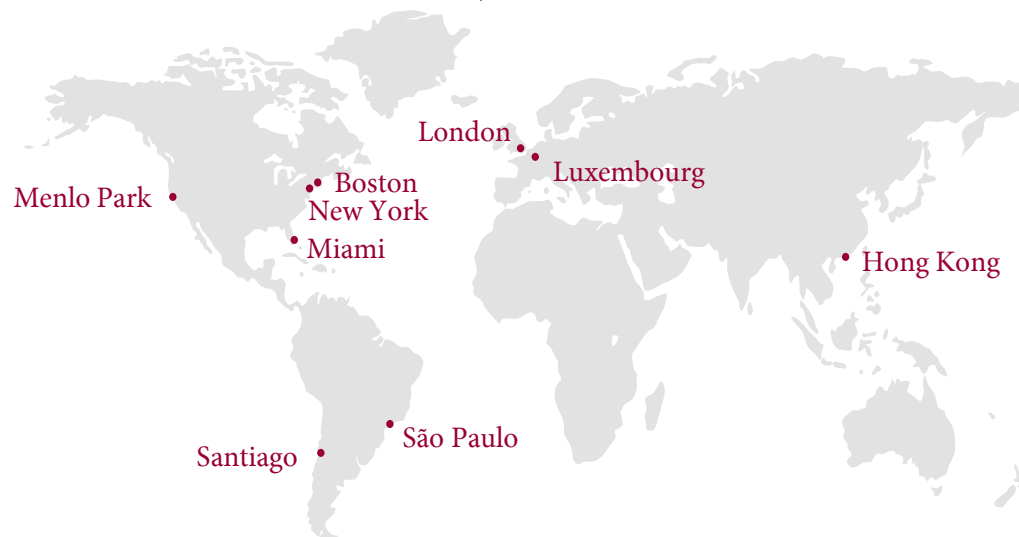 London
Luxembourg
Boston
Menlo Park
New York
Miami
Hong Kong
São Paulo
Santiago